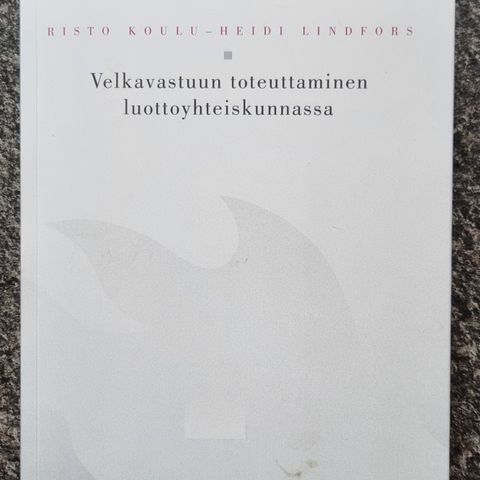 RISTO KOULU–HEIDI LINDFORS
Velkavastuun toteuttaminen
luottoyhteiskunnassa